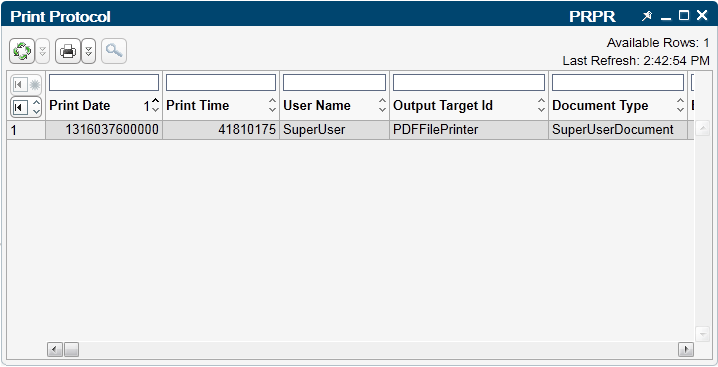 Print Protocol PRPR
Available Rows: 1
Last Refresh: 2:42:54 PM
Print Date 1 Print Time User Name Output Target Id Document Type
1 1316037600000 41810175 SuperUser PDFFilePrinter SuperUserDocument